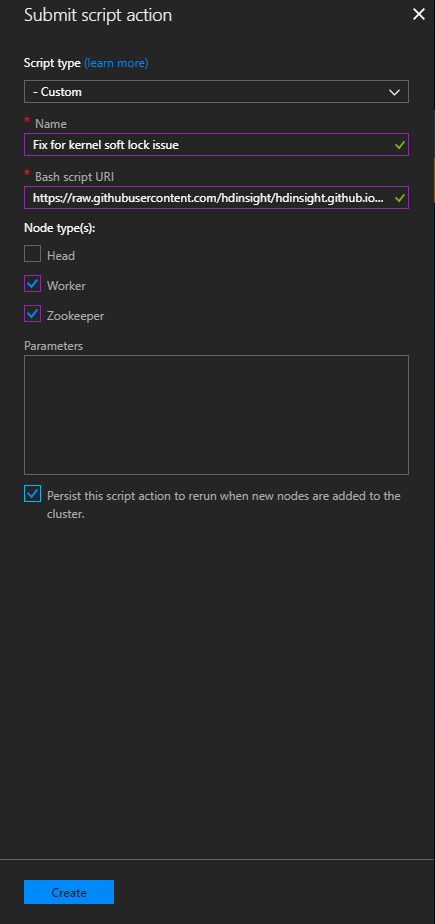 Submit script action
Script type (learn more)
- Custom
* Name
Fix for kernel soft lock issue
* Bash script URI
https://raw.githubusercontent.com/hdinsight/hdinsight.github.io...
Node type(s):
Head
Worker
Zookeeper
Parameters
Persist this script action to rerun when new nodes are added to the
cluster.
Create